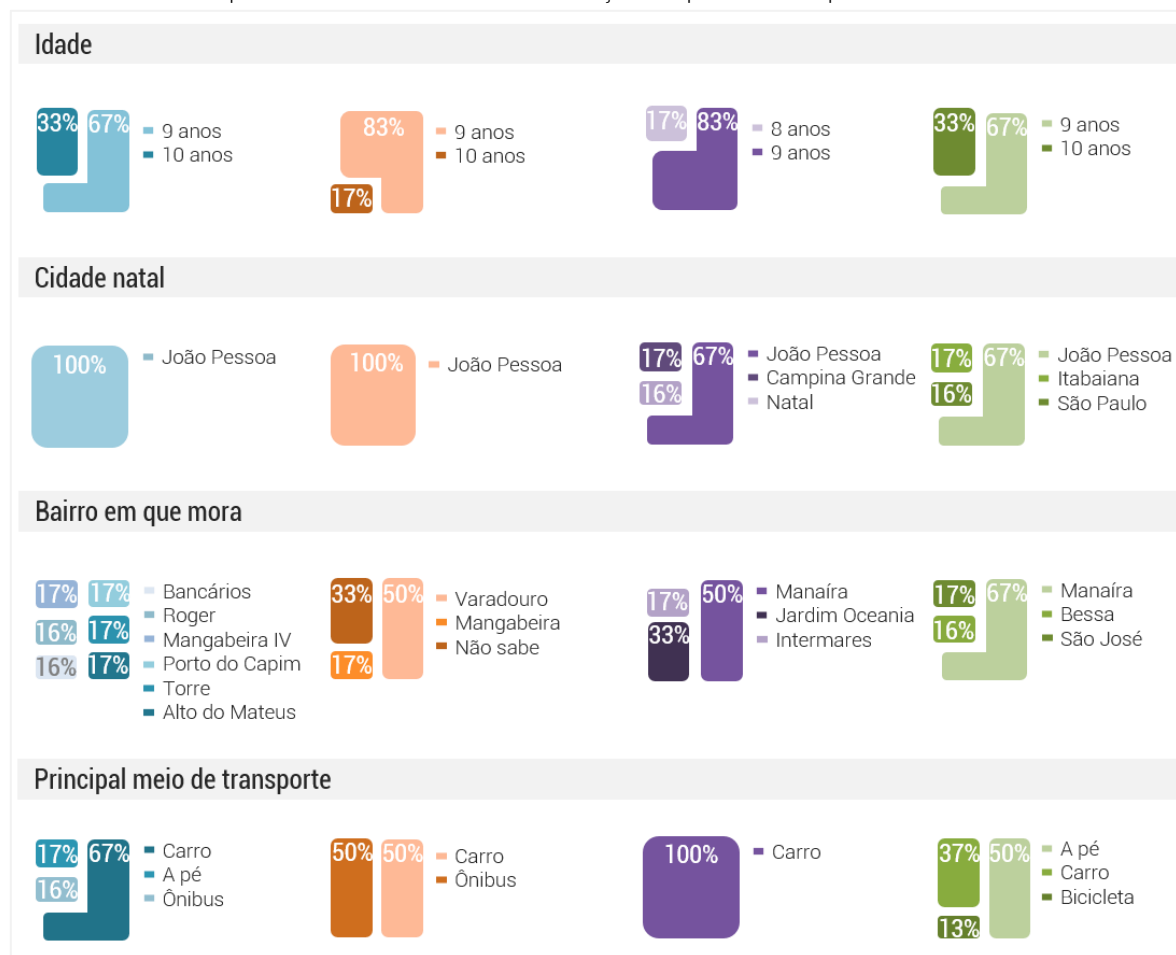 Idade
33% 67%
9 anos
10 anos
83%
17%
9 anos
10 anos
17% 83%
8 anos
9 anos
33% 67%
9 anos
10 anos
Cidade natal
100%
João Pessoa
100%
João Pessoa
17% 67%
16%
João Pessoa
Campina Grande
Natal
17% 67%
16%
João Pessoa
Itabaiana
São Paulo
Bairro em que mora
17% 17%
16% 17%
16% 17%
Bancários
Roger
Mangabeira IV
Porto do Capim
Torre
Alto do Mateus
33% 50%
17%
Varadouro
Mangabeira
Não sabe
17% 50%
33%
Manaíra
Jardim Oceania
Intermares
17% 67%
16%
Manaíra
Bessa
São José
Principal meio de transporte
17% 67%
16%
Carro
A pé
Ônibus
50% 50%
Carro
Ônibus
100%
Carro
37% 50%
13%
A pé
Carro
Bicicleta